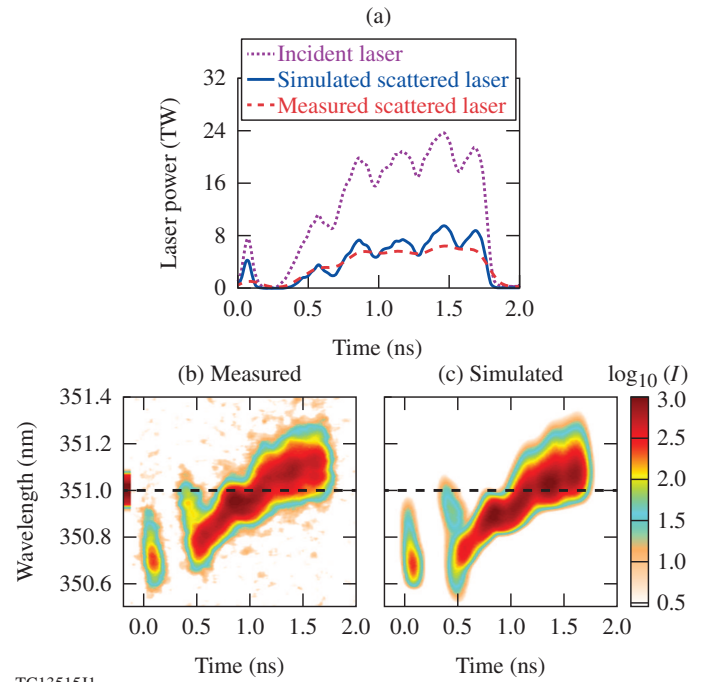 (a)
Incident laser
Simulated scattered laser
Measured scattered laser
32
24
16
8
0
Laser power (TW)
0.0 0.5 1.0 1.5 2.0
Time (ns)
(b) Measured
(c) Simulated
log10 (I)
351.4
351.2
351.0
350.8
350.6
Wavelength (nm)
3.0
2.5
2.0
1.5
1.0
0.5
0.0 0.5 1.0 1.5 2.0
0.0 0.5 1.0 1.5 2.0
Time (ns)
Time (ns)